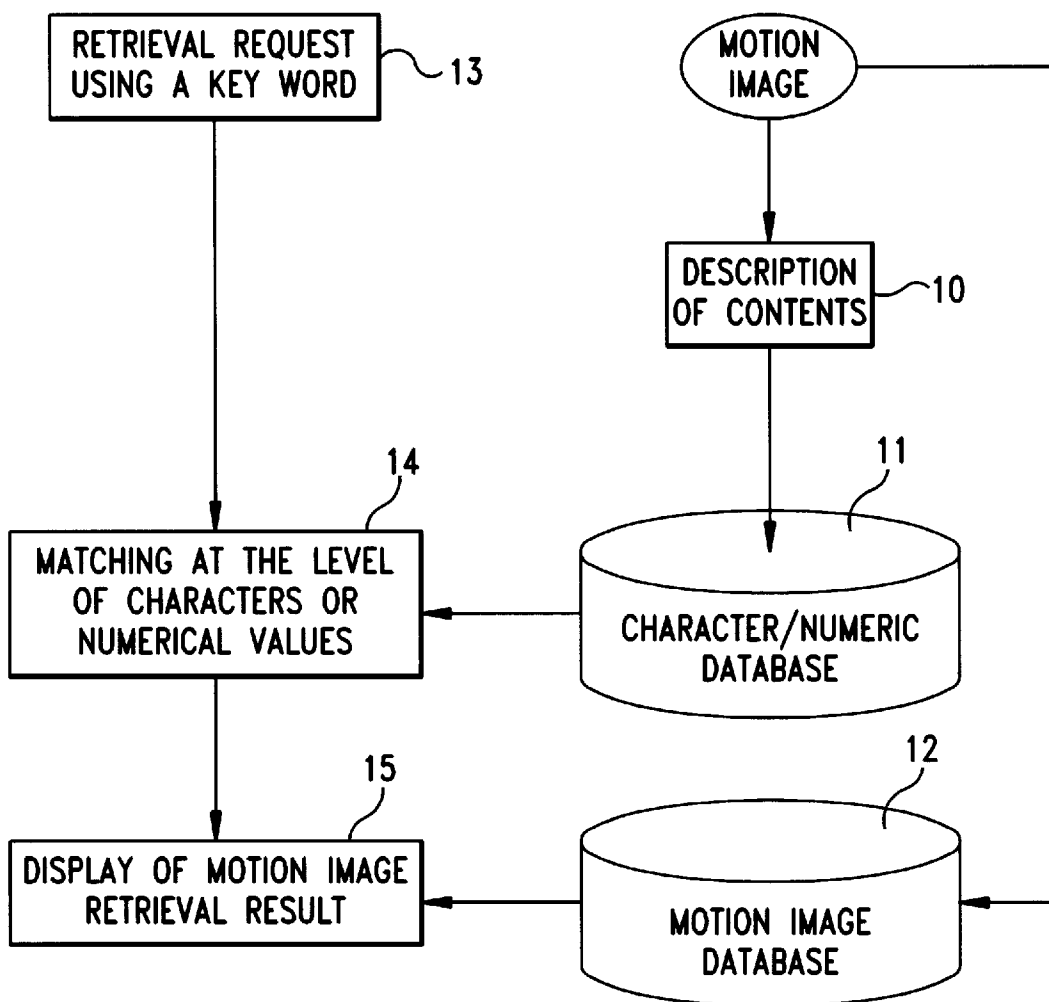 RETRIEVAL REQUEST
USING A KEY WORD
13
MOTION
IMAGE
DESCRIPTION
OF CONTENTS
10
14
MATCHING AT THE LEVEL
OF CHARACTERS OR
NUMERICAL VALUES
11
CHARACTER/NUMERIC
DATABASE
15
DISPLAY OF MOTION IMAGE
RETRIEVAL RESULT
12
MOTION IMAGE
DATABASE